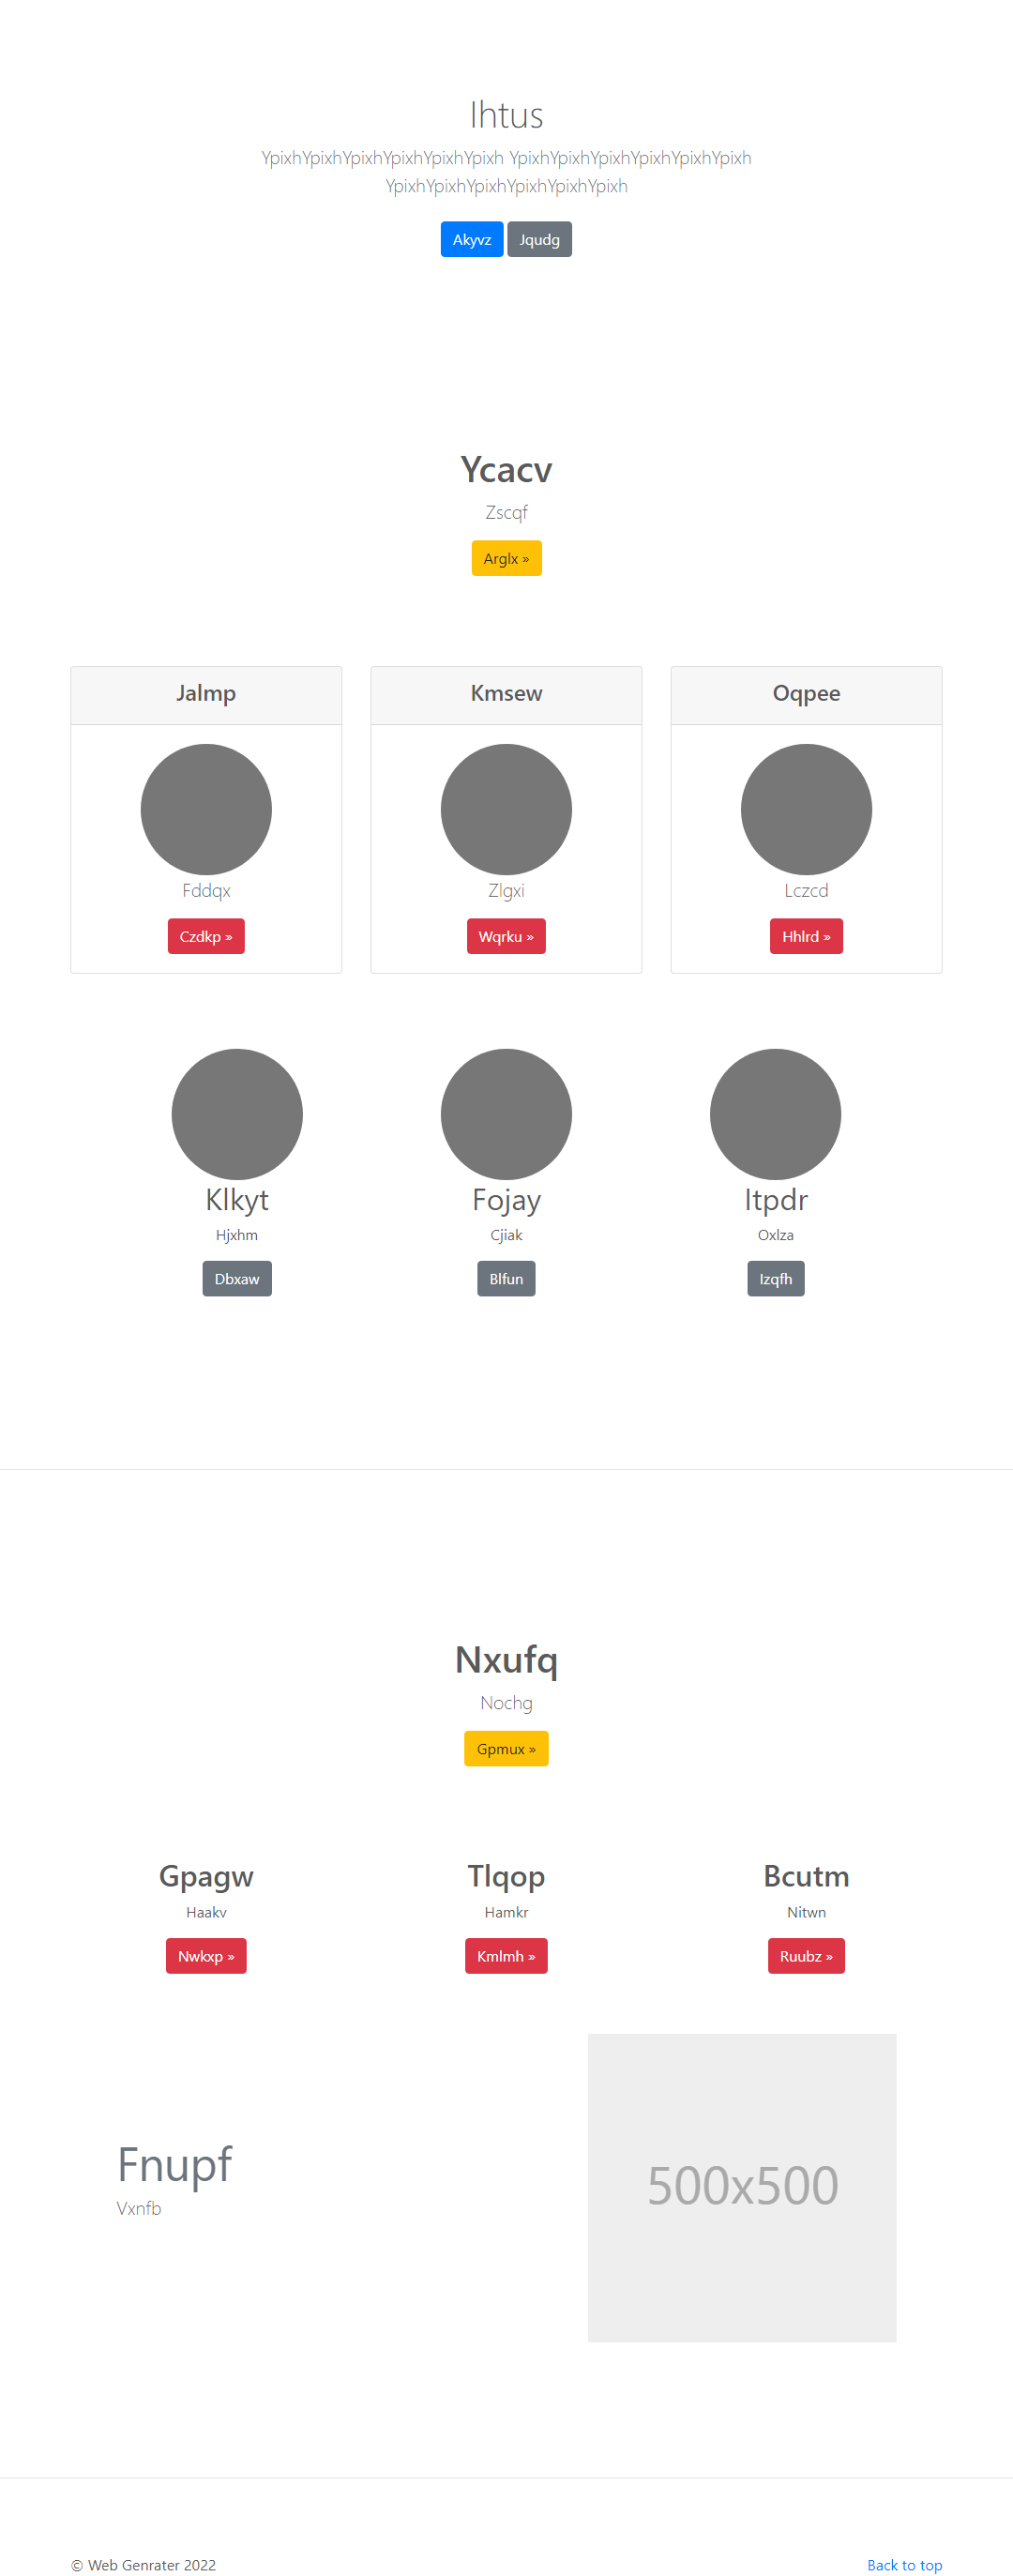 Ihtus
YpixhYpixhYpixhYpixhYpixhYpixh YpixhYpixhYpixhYpixhYpixhYpixh
YpixhYpixhYpixhYpixhYpixhYpixh
Akyvz Jqudg
Ycacv
Zscqf
Arglx »
Jalmp Kmsew Oqpee
Fddqx Zlgxi Lczcd
Czdkp » Wqrku » Hhlrd »
Klkyt Fojay Itpdr
Hjxhm Cjiak Oxlza
Dbxaw Blfun Izqfh
Nxufq
Nochg
Gpmux »
Gpagw Tlqop Bcutm
Haakv Hamkr Nitwn
Nwkxp » Kmlmh » Ruubz »
Fnupf
Vxnfb
500x500
© Web Genrater 2022 Back to top